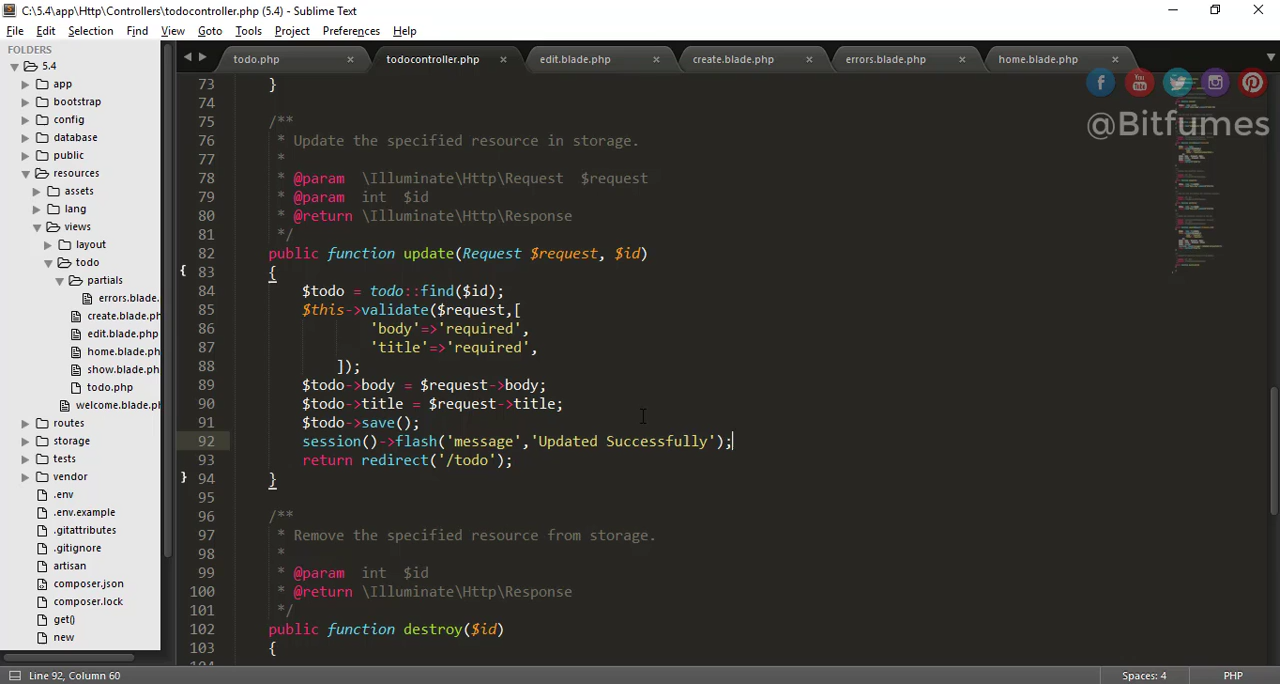 C:\5.4\app\Http\Controllers\todocontroller.php (5.4) - Sublime Text
File Edit Selection Find View Goto Tools Project Preferences Help
FOLDERS
5.4
app
bootstrap
config
database
public
resources
assets
lang
views
layout
todo
partials
errors.blade.
create.blade.ph
edit.blade.php
home.blade.ph
show.blade.ph
todo.php
welcome.blade.ph
routes
storage
tests
vendor
.env
.env.example
.gitattributes
.gitignore
artisan
composer.json
composer.lock
get()
new
todo.php × todocontroller.php × edit.blade.php × create.blade.php × errors.blade.php × home.blade.php ×
@Bitfumes
73 }
74
75 /**
76 * Update the specified resource in storage.
77 *
78 * @param \Illuminate\Http\Request $request
79 * @param int $id
80 * @return \Illuminate\Http\Response
81 */
82 public function update(Request $request, $id)
83 {
84 $todo = todo::find($id);
85 $this->validate($request,[
86 'body'=>'required',
87 'title'=>'required',
88 ]);
89 $todo->body = $request->body;
90 $todo->title = $request->title;
91 $todo->save();
92 session()->flash('message','Updated Successfully');
93 return redirect('/todo');
94 }
95
96 /**
97 * Remove the specified resource from storage.
98 *
99 * @param int $id
100 * @return \Illuminate\Http\Response
101 */
102 public function destroy($id)
103 {
104
Line 92, Column 60
Spaces: 4
PHP